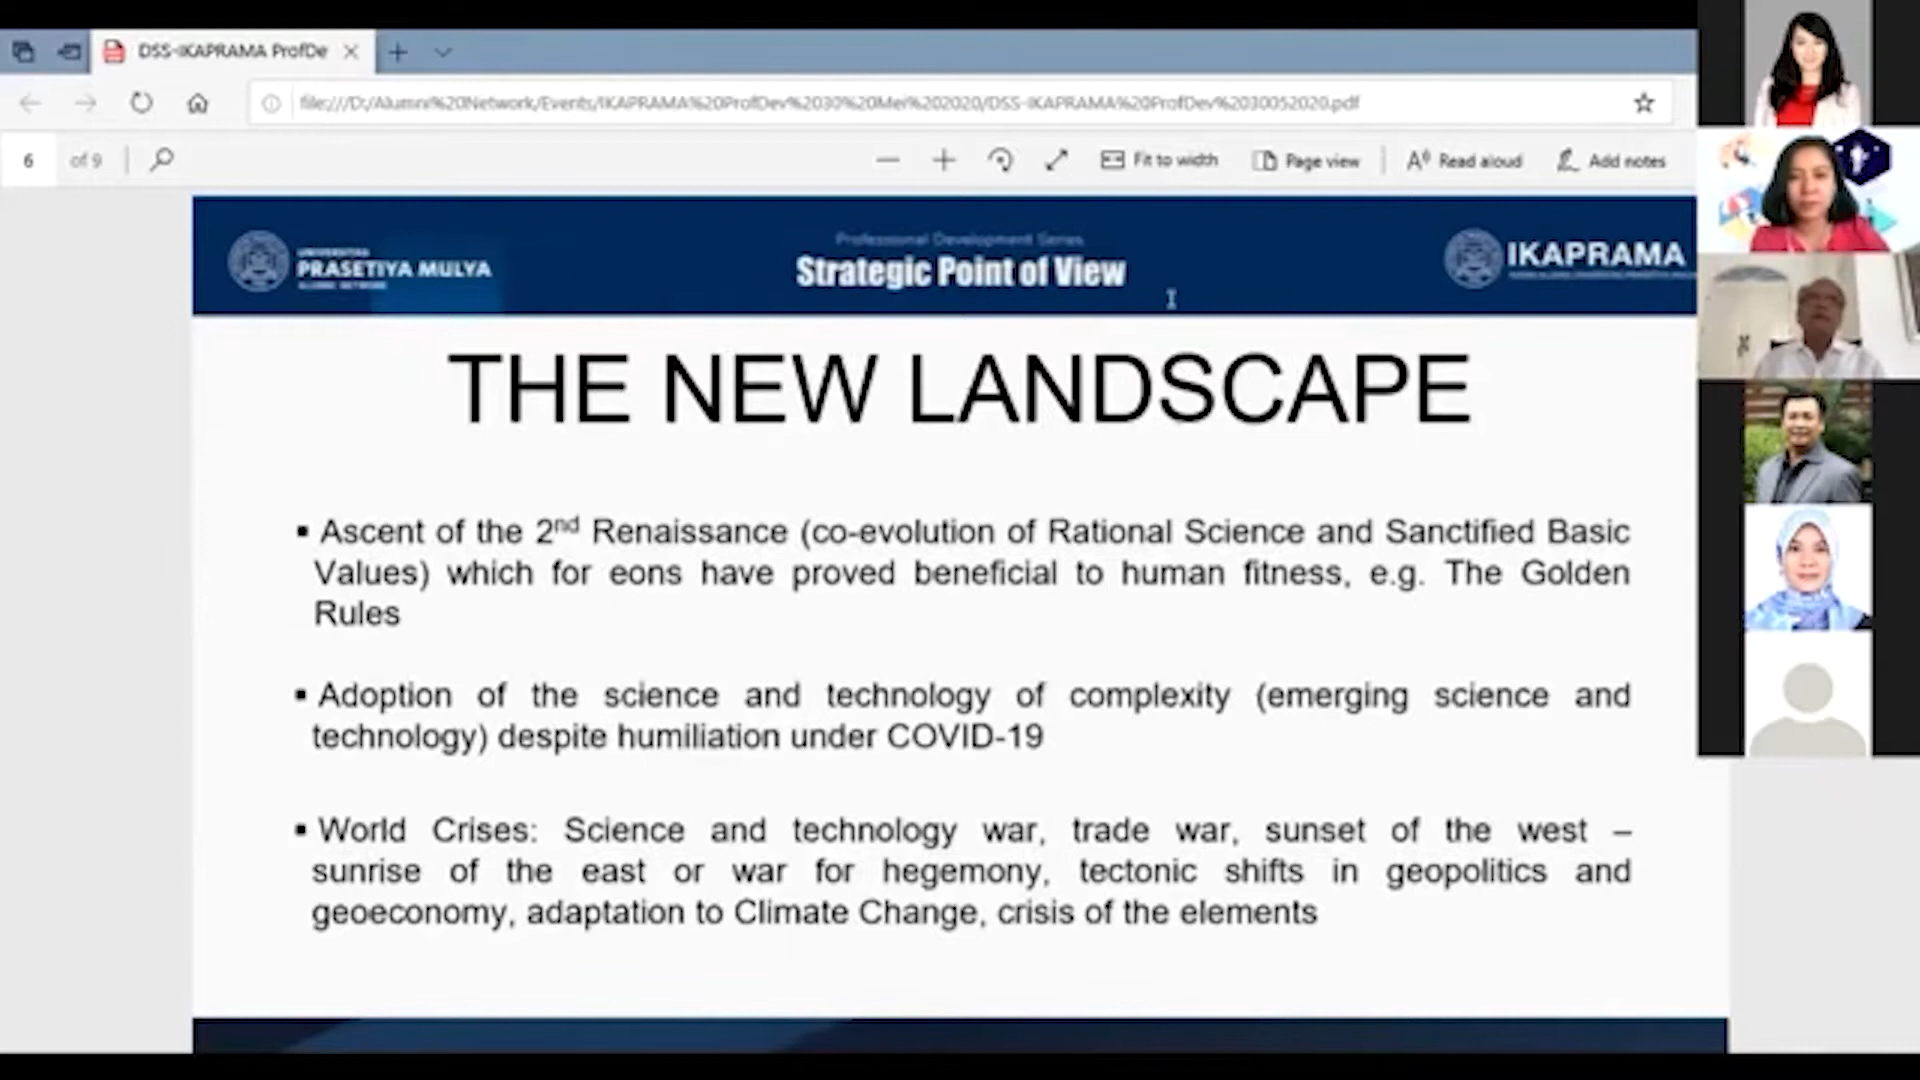 DSS-IKAPRAMA ProfDe
file:///D:/Alumni%20Network/Events/IKAPRAMA%20ProfDev%2030%20Mei%202020/DSS-IKAPRAMA%20ProfDev%2030052020.pdf
6 of 9 Fit to width Page view Read aloud Add notes
Professional Development Series
UNIVERSITAS
PRASETIYA MULYA
ALUMNI NETWORK
Strategic Point of View
IKAPRAMA
THE NEW LANDSCAPE
▪ Ascent of the 2nd Renaissance (co-evolution of Rational Science and Sanctified Basic
Values) which for eons have proved beneficial to human fitness, e.g. The Golden
Rules
▪ Adoption of the science and technology of complexity (emerging science and
technology) despite humiliation under COVID-19
▪ World Crises: Science and technology war, trade war, sunset of the west –
sunrise of the east or war for hegemony, tectonic shifts in geopolitics and
geoeconomy, adaptation to Climate Change, crisis of the elements